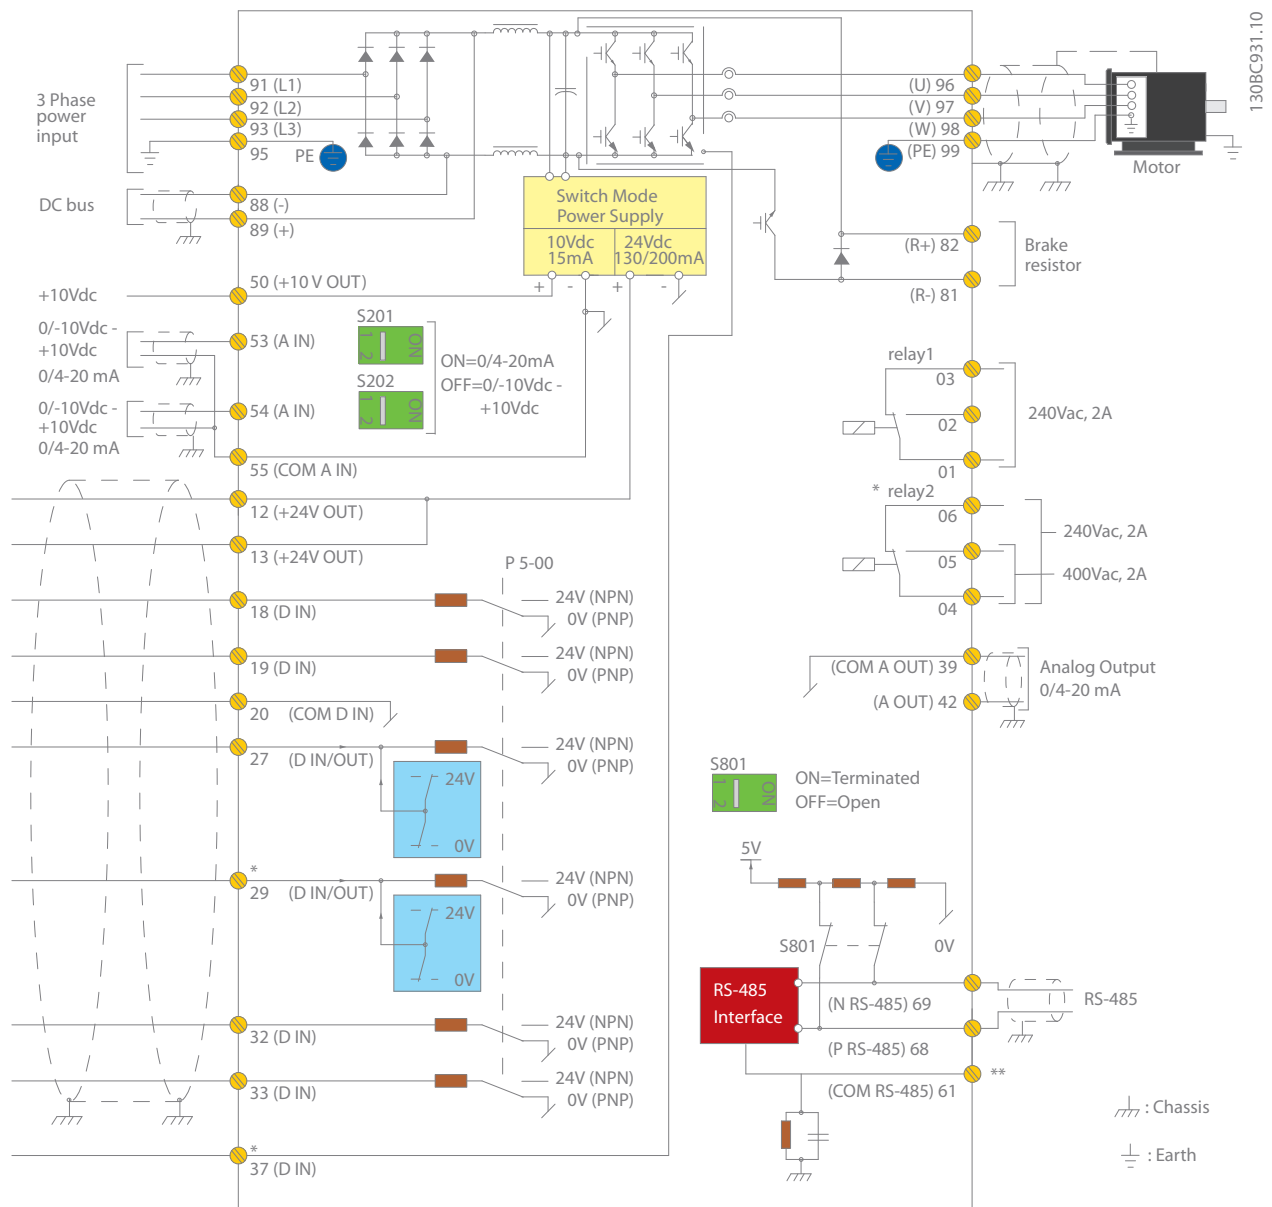 130BC931.10
3 Phase
power
input
91 (L1)
92 (L2)
93 (L3)
95
PE
DC bus
88 (-)
89 (+)
Switch Mode
Power Supply
10Vdc
15mA
24Vdc
130/200mA
+
-
+
-
(U) 96
(V) 97
(W) 98
(PE) 99
Motor
(R+) 82
Brake
resistor
(R-) 81
50 (+10 V OUT)
+10Vdc
0/-10Vdc -
+10Vdc
0/4-20 mA
53 (A IN)
S201
1 2
ON
S202
1 2
ON
ON=0/4-20mA
OFF=0/-10Vdc -
+10Vdc
0/-10Vdc -
+10Vdc
0/4-20 mA
54 (A IN)
55 (COM A IN)
12 (+24V OUT)
13 (+24V OUT)
relay1
03
02
01
240Vac, 2A
* relay2
06
05
04
240Vac, 2A
400Vac, 2A
P 5-00
18 (D IN)
24V (NPN)
0V (PNP)
19 (D IN)
24V (NPN)
0V (PNP)
20 (COM D IN)
27 (D IN/OUT)
24V (NPN)
0V (PNP)
24V
0V
*
29 (D IN/OUT)
24V (NPN)
0V (PNP)
24V
0V
32 (D IN)
24V (NPN)
0V (PNP)
33 (D IN)
24V (NPN)
0V (PNP)
*
37 (D IN)
(COM A OUT) 39
(A OUT) 42
Analog Output
0/4-20 mA
S801
1 2
ON
ON=Terminated
OFF=Open
5V
S801
0V
RS-485
Interface
(N RS-485) 69
(P RS-485) 68
(COM RS-485) 61
RS-485
**
: Chassis
: Earth